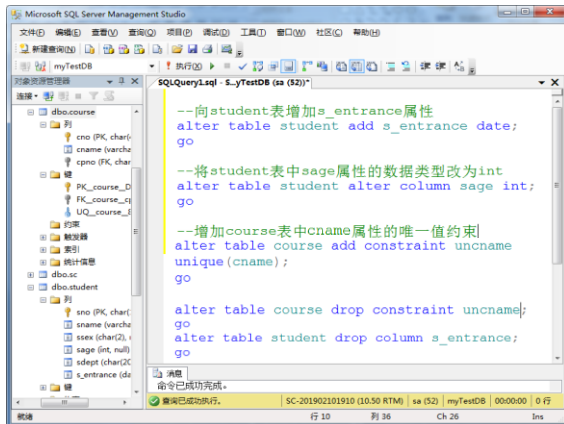 Microsoft SQL Server Management Studio
文件(F) 编辑(E) 查看(V) 查询(Q) 项目(P) 调试(D) 工具(T) 窗口(W) 社区(C) 帮助(H)
新建查询(N)
myTestDB 执行(X)
对象资源管理器
SQLQuery1.sql - S...yTestDB (sa (52))*
连接
dbo.course
列
cno (PK, char(
cname (varcha
cpno (FK, char
键
PK__course__D
FK__course__c
UQ__course__
约束
触发器
索引
统计信息
dbo.sc
dbo.student
列
sno (PK, char(
sname (varcha
ssex (char(2),
sage (int, null)
sdept (char(2
s_entrance (da
键
--向student表增加s_entrance属性
alter table student add s_entrance date;
go
--将student表中sage属性的数据类型改为int
alter table student alter column sage int;
go
--增加course表中cname属性的唯一值约束
alter table course add constraint uncname
unique(cname);
go
alter table course drop constraint uncname;
go
alter table student drop column s_entrance;
go
消息
命令已成功完成。
查询已成功执行。 SC-201902101910 (10.50 RTM) sa (52) myTestDB 00:00:00 0 行
就绪 行 10 列 36 Ch 26 Ins